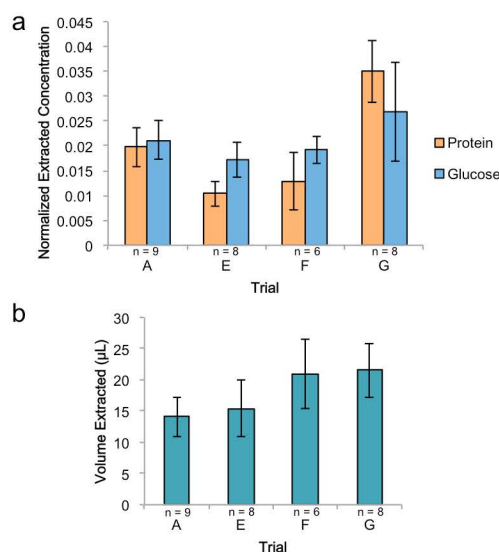 a
Normalized Extracted Concentration
0.045
0.04
0.035
0.03
0.025
0.02
0.015
0.01
0.005
0
n = 9 n = 8 n = 6 n = 8
A E F G
Trial
Protein
Glucose
b
Volume Extracted (µL)
30
25
20
15
10
5
0
n = 9 n = 8 n = 6 n = 8
A E F G
Trial